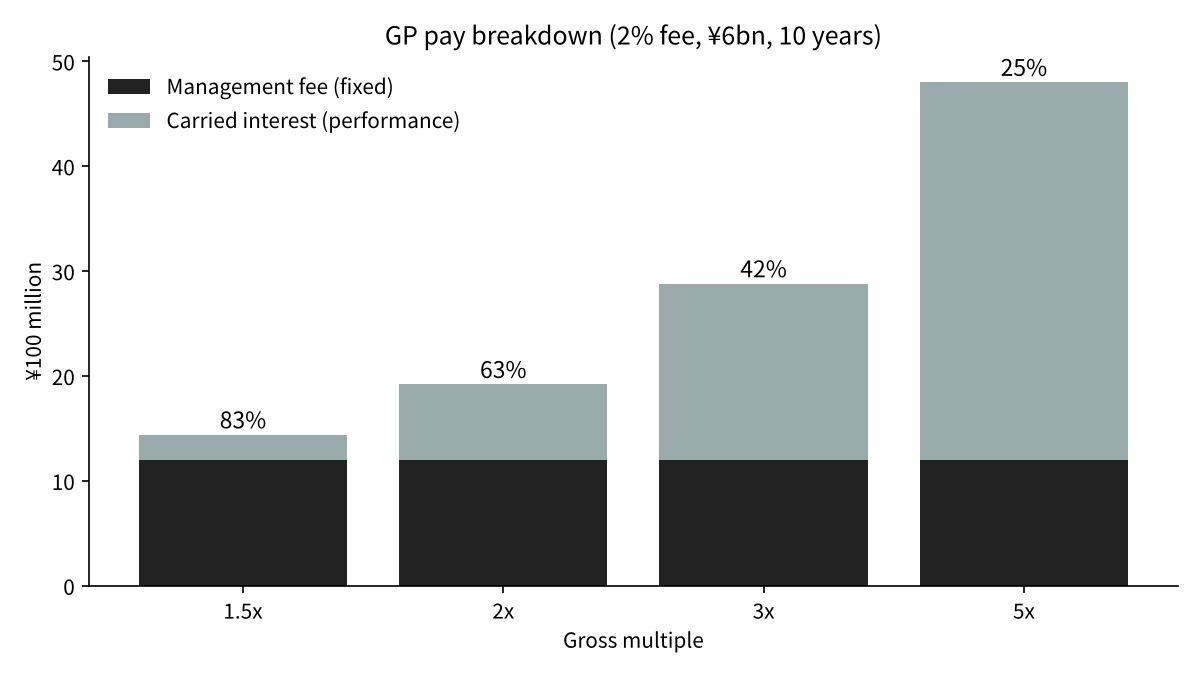 GP pay breakdown (2% fee, ¥6bn, 10 years)
Management fee (fixed)
Carried interest (performance)
¥100 million
50
40
30
20
10
0
83%
63%
42%
25%
1.5x
2x
3x
5x
Gross multiple